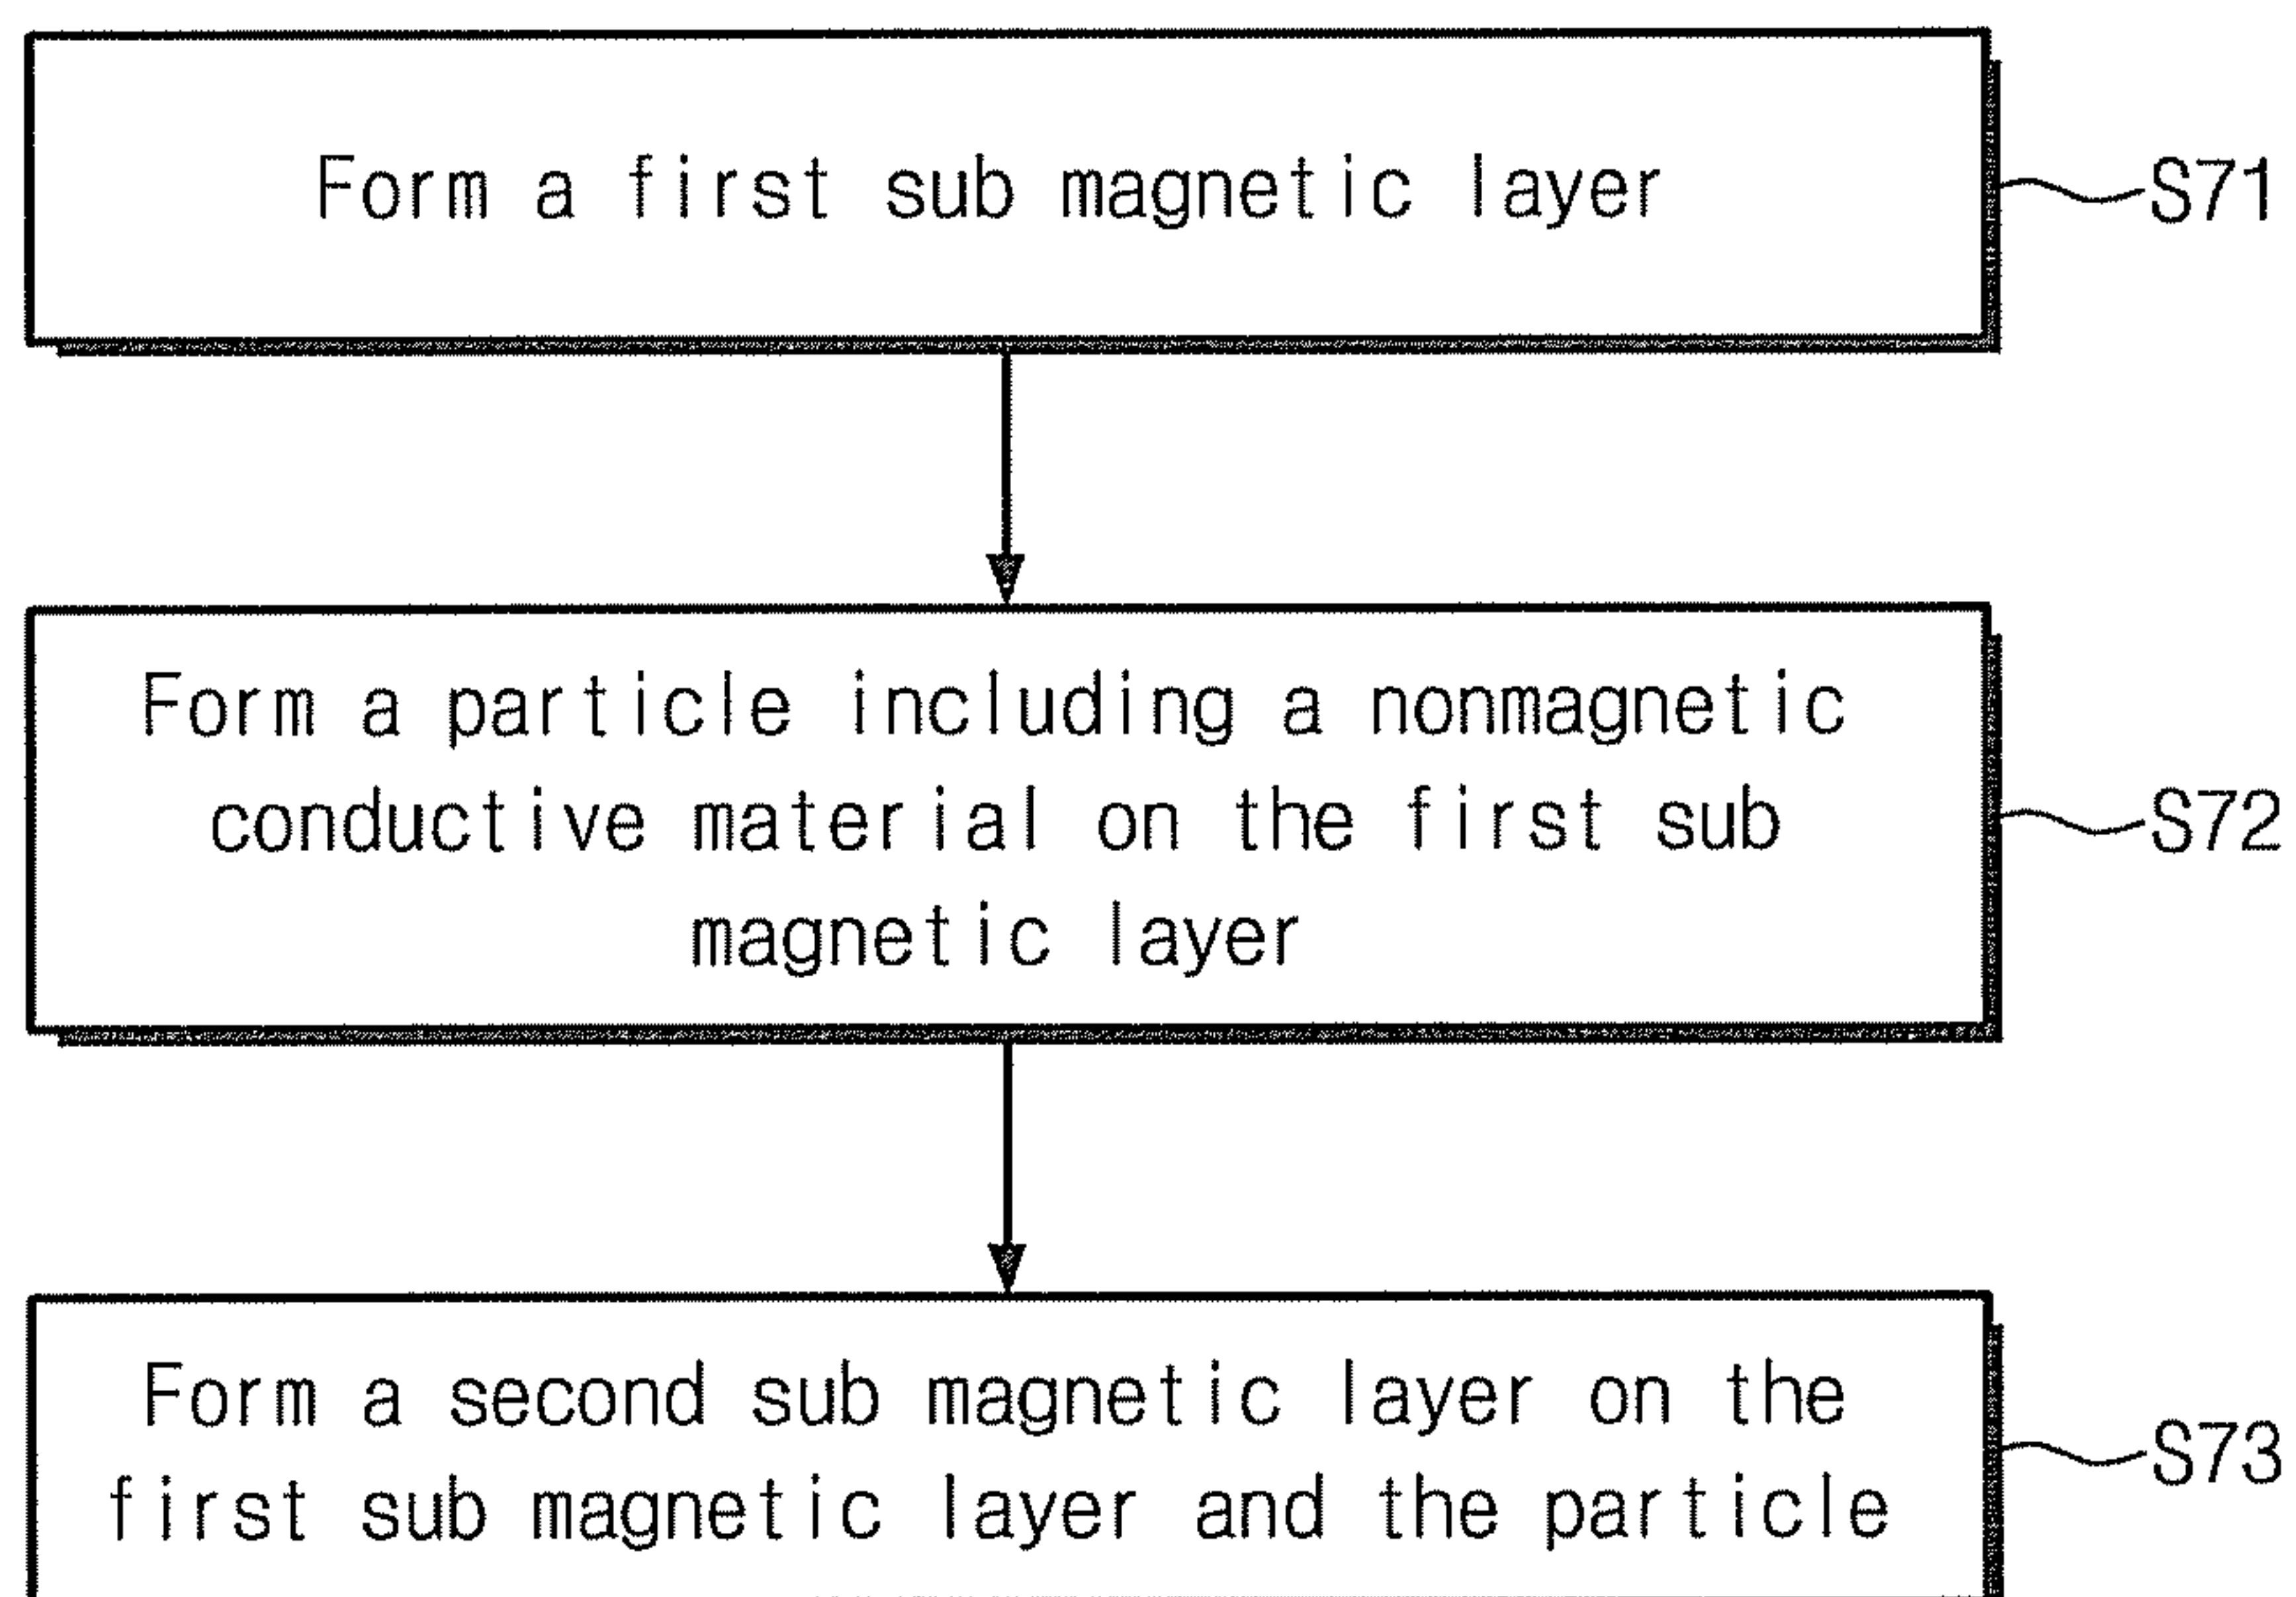 Form a first sub magnetic layer
S71
Form a particle including a nonmagnetic
conductive material on the first sub
magnetic layer
S72
Form a second sub magnetic layer on the
first sub magnetic layer and the particle
S73